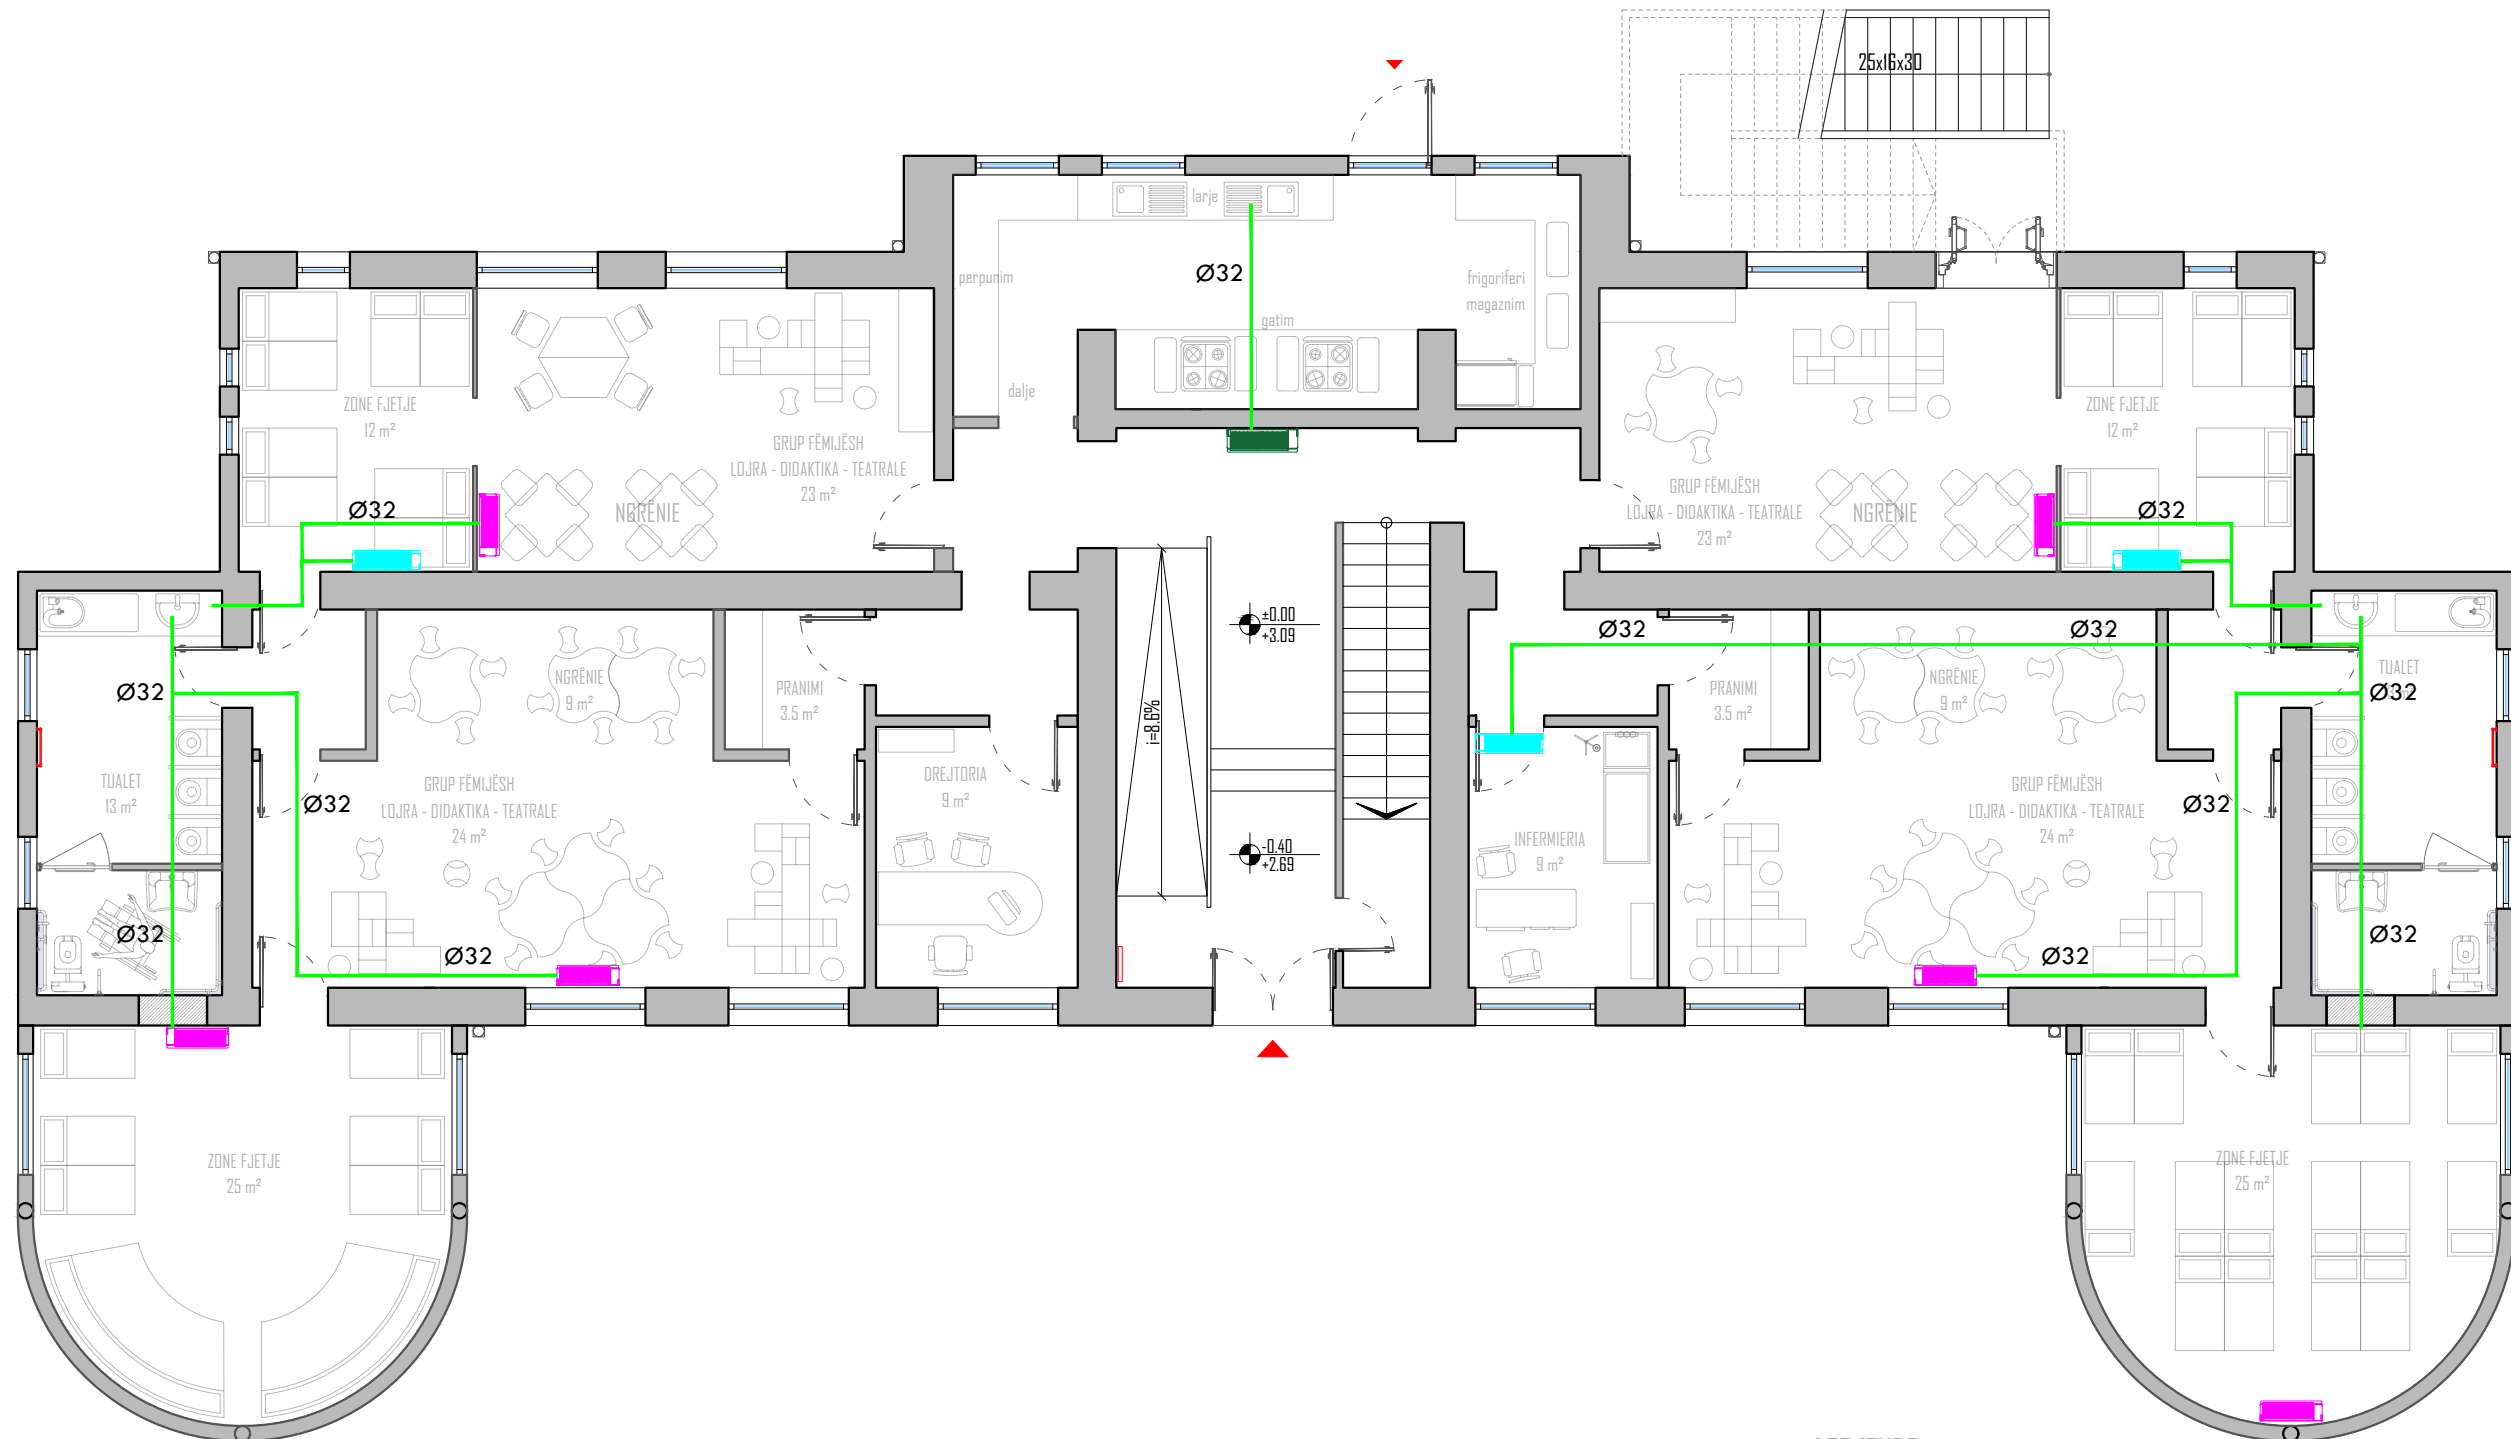 25x16x30
larje
Ø32
perpunim
frigoriferi
magaznim
gatim
dalje
ZONE FJETJE
12 m²
GRUP FËMIJËSH
LOJRA - DIDAKTIKA - TEATRALE
23 m²
NGRËNIE
Ø32
ZONE FJETJE
12 m²
GRUP FËMIJËSH
LOJRA - DIDAKTIKA - TEATRALE
23 m²
NGRËNIE
Ø32
±0.00
+3.09
Ø32
Ø32
NGRËNIE
9 m²
PRANIMI
3.5 m²
Ø32
i=8.6%
PRANIMI
3.5 m²
NGRËNIE
9 m²
TUALET
Ø32
TUALET
13 m²
Ø32
GRUP FËMIJËSH
LOJRA - DIDAKTIKA - TEATRALE
24 m²
DREJTORIA
9 m²
-0.40
+2.69
INFERMIERIA
9 m²
GRUP FËMIJËSH
LOJRA - DIDAKTIKA - TEATRALE
24 m²
Ø32
Ø32
Ø32
Ø32
Ø32
ZONE FJETJE
25 m²
ZONE FJETJE
25 m²